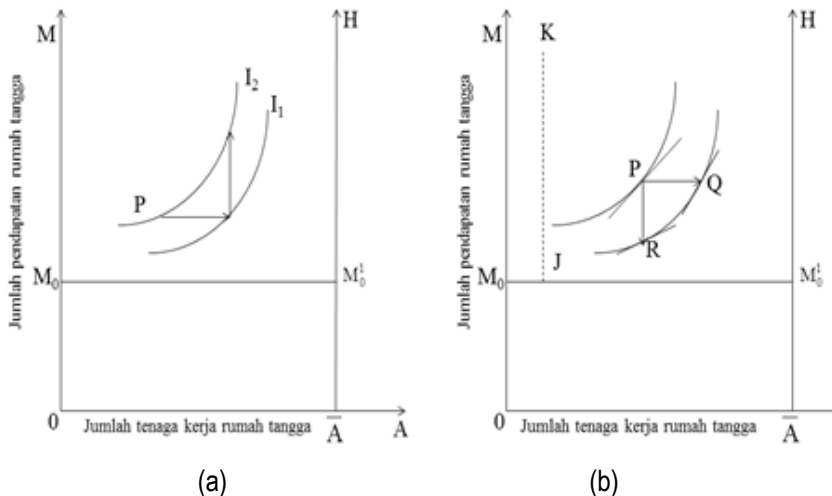 M
H
Jumlah pendapatan rumah tangga
I₂
I₁
P
M₀
M₀¹
0
Jumlah tenaga kerja rumah tangga
A̅
A
(a)
M
K
H
Jumlah pendapatan rumah tangga
P
Q
R
J
M₀
M₀¹
0
Jumlah tenaga kerja rumah tangga
A̅
(b)